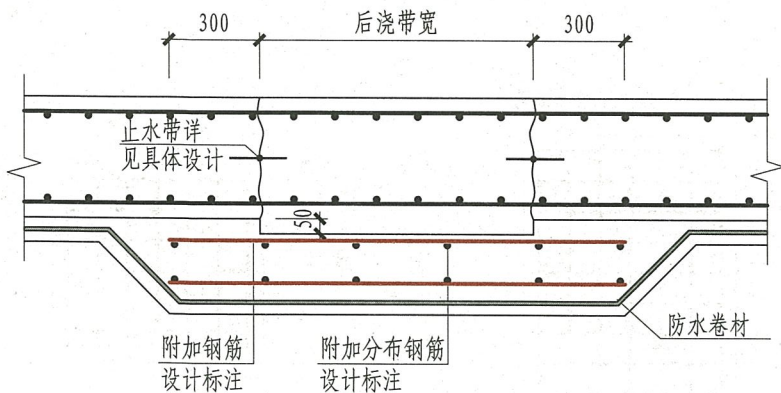 300
后浇带宽
300
止水带详
见具体设计
50
防水卷材
附加钢筋
设计标注
附加分布钢筋
设计标注